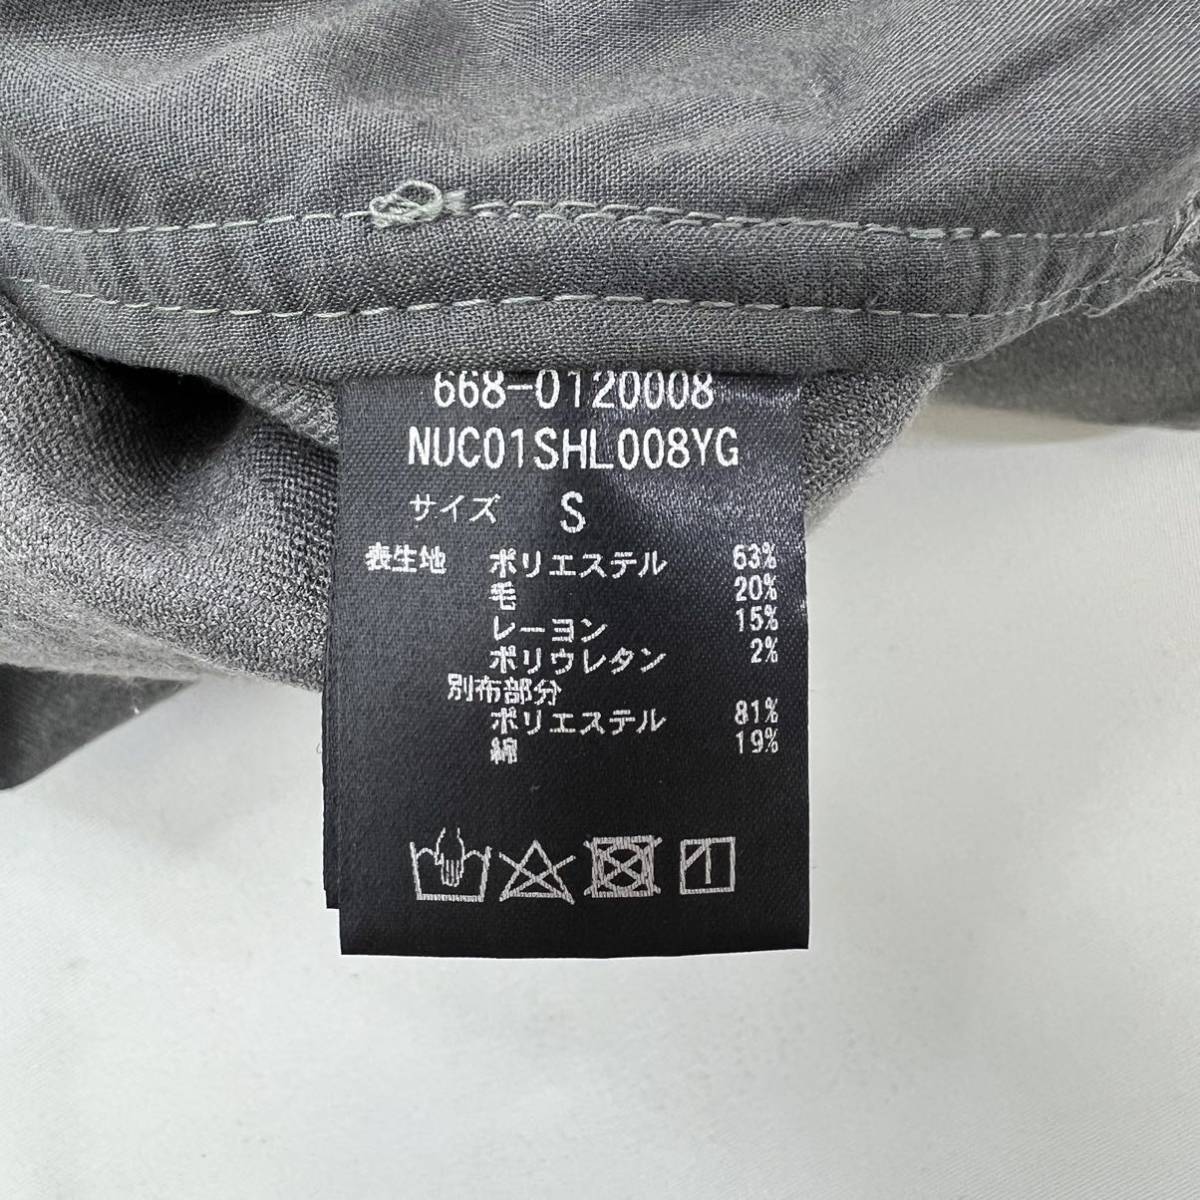 668-0120008
NUC01SHL008YG
サイズ S
表生地 ポリエステル 63%
毛 20%
レーヨン 15%
ポリウレタン 2%
別布部分
ポリエステル 81%
綿 19%